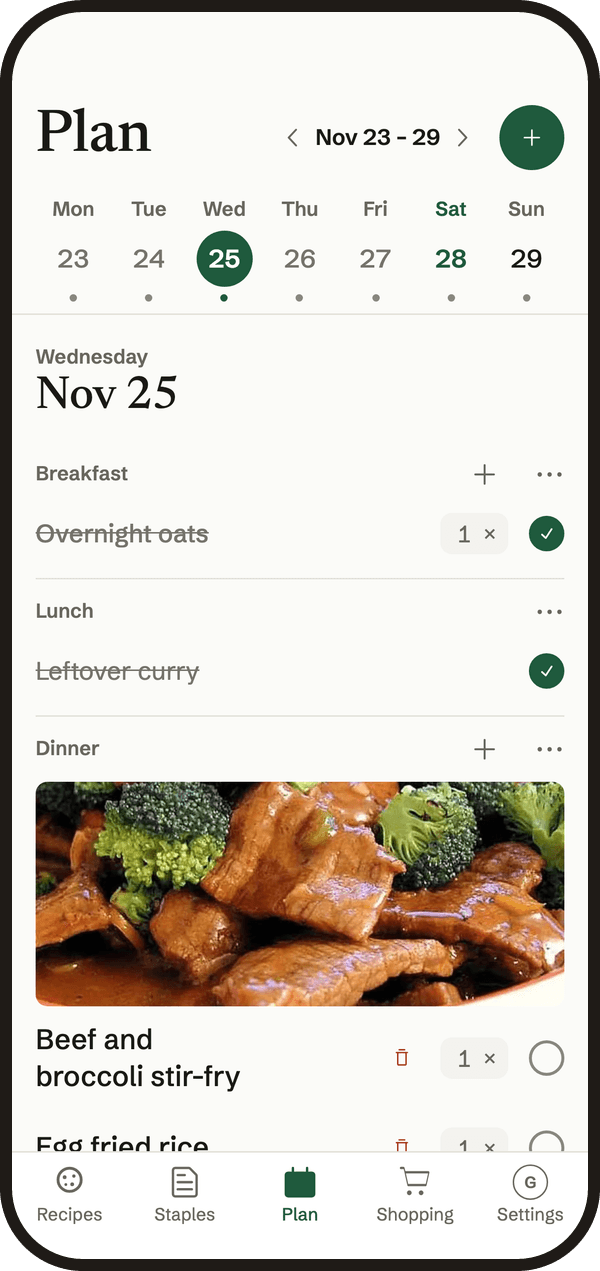 Plan
Nov 23 – 29
+
Mon Tue Wed Thu Fri Sat Sun
23 24 25 26 27 28 29
Wednesday
Nov 25
Breakfast
Overnight oats
1 ×
Lunch
Leftover curry
Dinner
Beef and
broccoli stir-fry
1 ×
Egg fried rice
1 ×
G
Recipes Staples Plan Shopping Settings